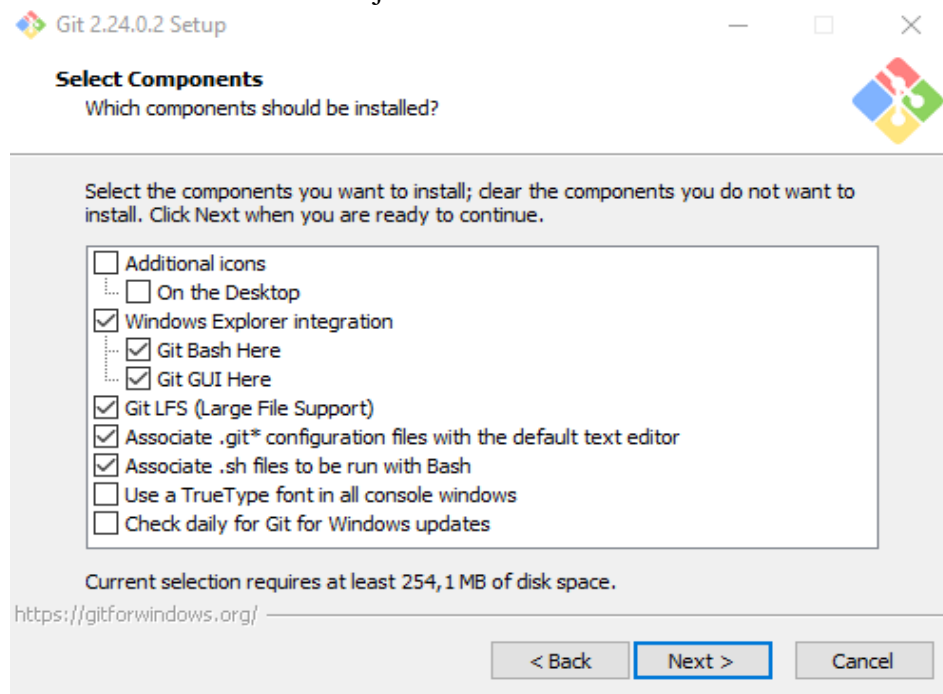 Git 2.24.0.2 Setup
Select Components
Which components should be installed?
Select the components you want to install; clear the components you do not want to
install. Click Next when you are ready to continue.
Additional icons
On the Desktop
Windows Explorer integration
Git Bash Here
Git GUI Here
Git LFS (Large File Support)
Associate .git* configuration files with the default text editor
Associate .sh files to be run with Bash
Use a TrueType font in all console windows
Check daily for Git for Windows updates
Current selection requires at least 254,1 MB of disk space.
https://gitforwindows.org/
< Back Next > Cancel